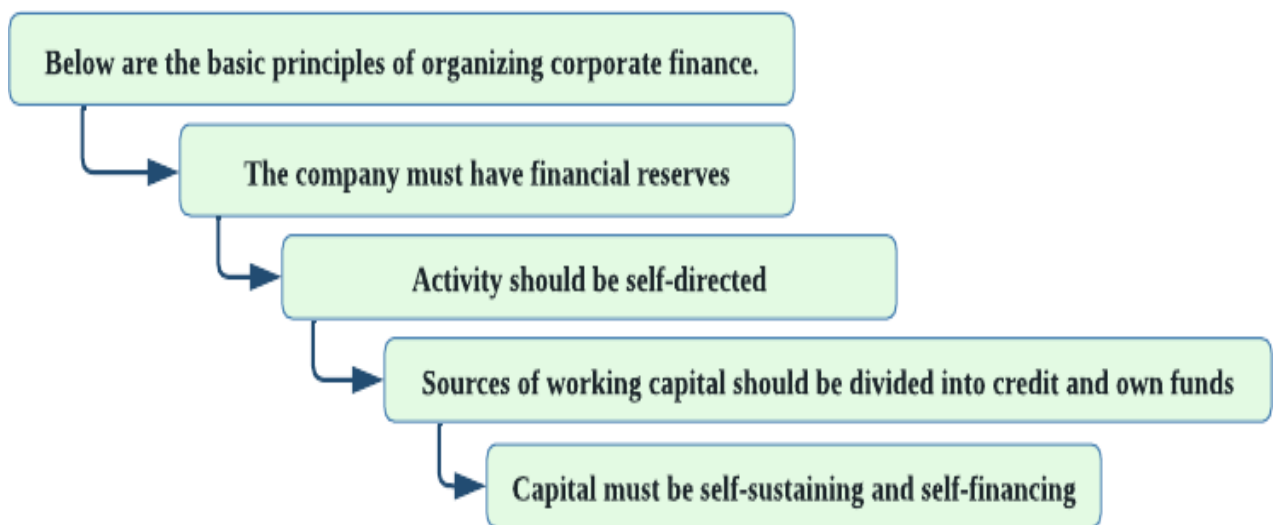 Below are the basic principles of organizing corporate finance.
The company must have financial reserves
Activity should be self-directed
Sources of working capital should be divided into credit and own funds
Capital must be self-sustaining and self-financing